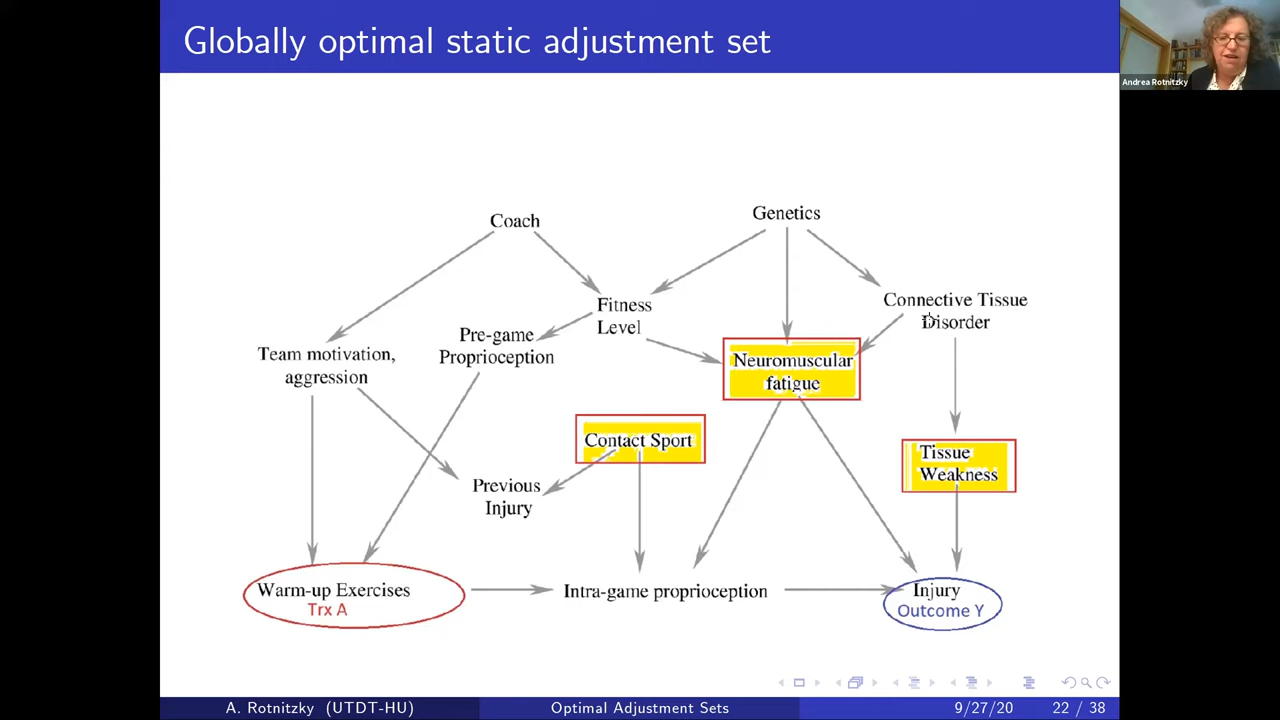 Globally optimal static adjustment set
Andrea Rotnitzky
Coach
Genetics
Fitness
Level
Connective Tissue
Disorder
Pre-game
Proprioception
Team motivation,
aggression
Neuromuscular
fatigue
Contact Sport
Tissue
Weakness
Previous
Injury
Warm-up Exercises
Trx A
Intra-game proprioception
Injury
Outcome Y
A. Rotnitzky (UTDT-HU)
Optimal Adjustment Sets
9/27/20
22 / 38